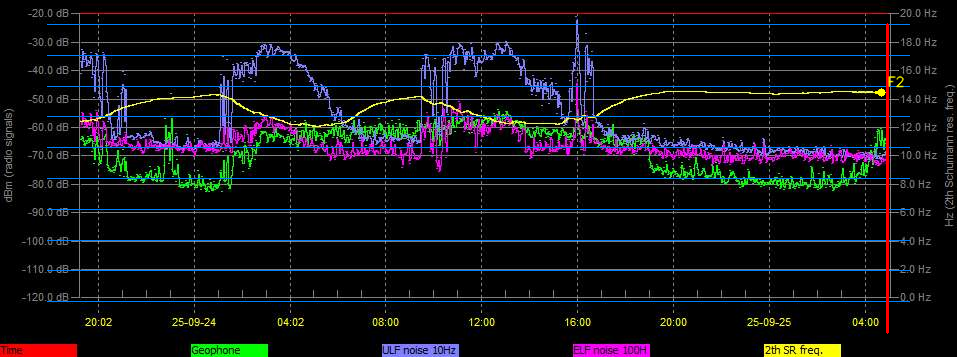 -20.0 dB 20.0 Hz
-30.0 dB 18.0 Hz
-40.0 dB 16.0 Hz
F2
-50.0 dB 14.0 Hz
-60.0 dB 12.0 Hz
-70.0 dB 10.0 Hz
-80.0 dB 8.0 Hz
-90.0 dB 6.0 Hz
-100.0 dB 4.0 Hz
-110.0 dB 2.0 Hz
-120.0 dB 0.0 Hz
dBm (radio signals)
Hz (2th Schumann res. freq.)
20:02 25-09-24 04:02 08:00 12:00 16:00 20:00 25-09-25 04:00
Time Geophone ULF noise 10Hz ELF noise 100H 2th SR freq.